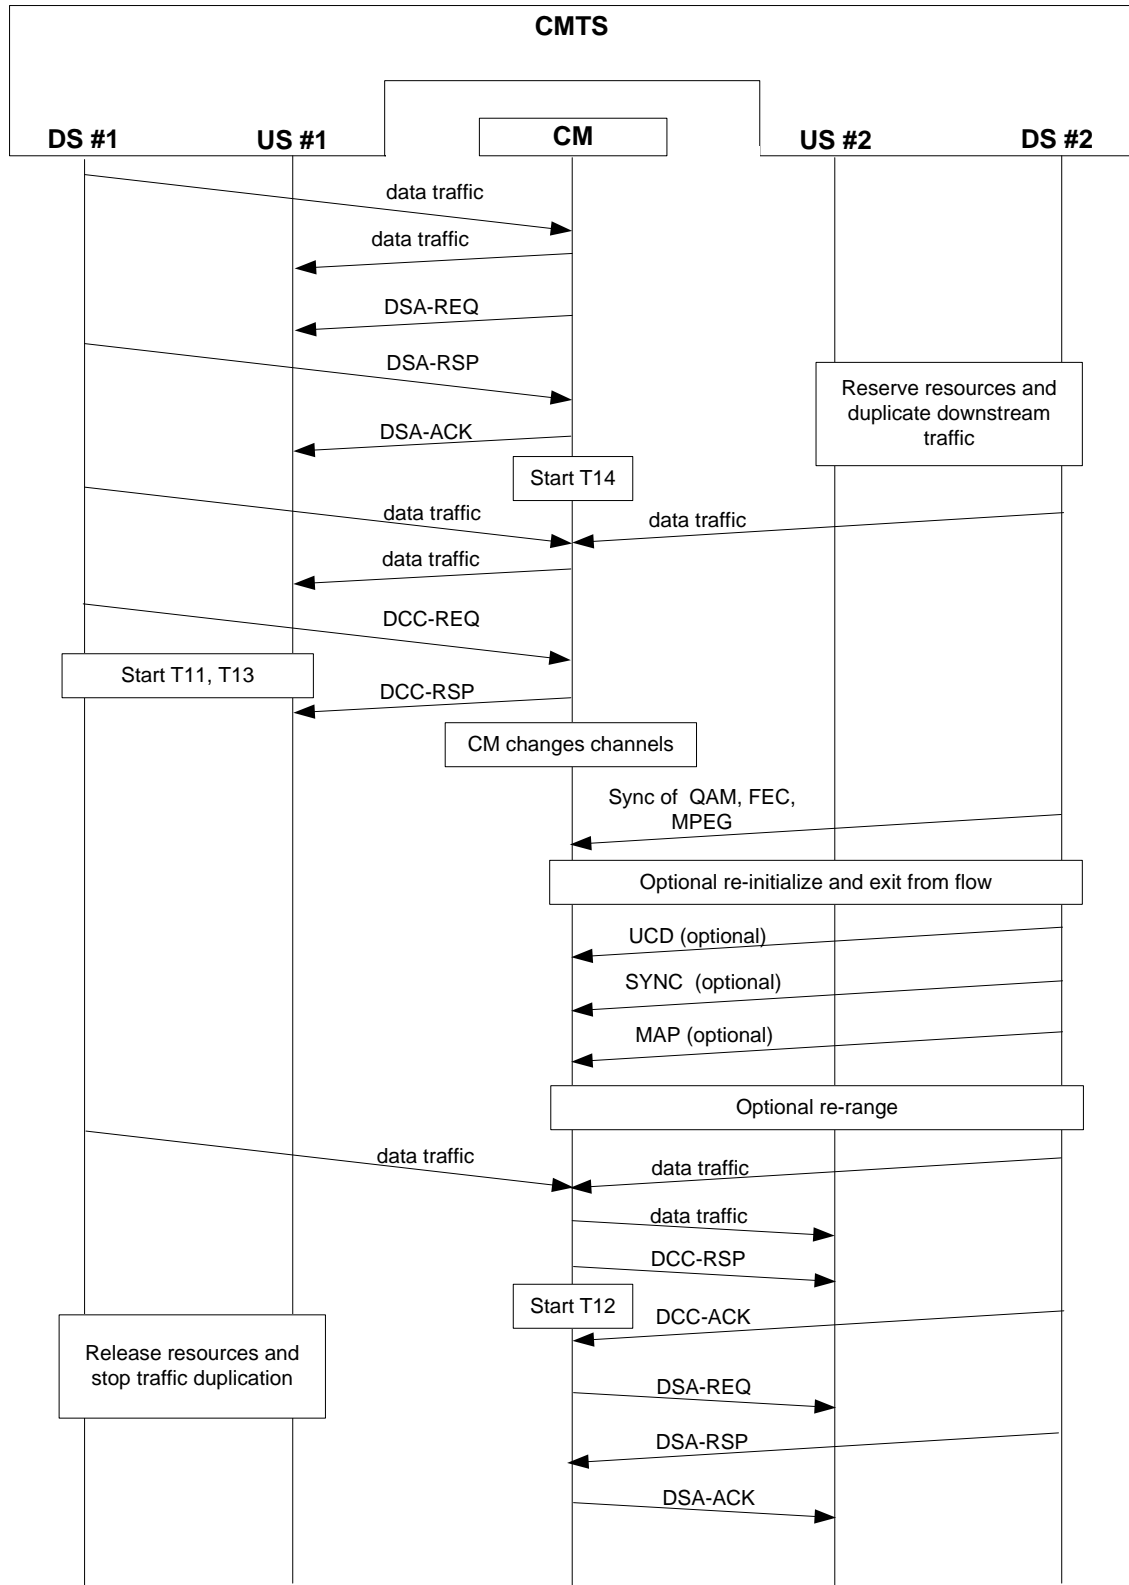 CMTS
DS #1
US #1
CM
US #2
DS #2
data traffic
data traffic
DSA-REQ
DSA-RSP
Reserve resources and
duplicate downstream
traffic
DSA-ACK
Start T14
data traffic
data traffic
data traffic
DCC-REQ
Start T11, T13
DCC-RSP
CM changes channels
Sync of QAM, FEC,
MPEG
Optional re-initialize and exit from flow
UCD (optional)
SYNC (optional)
MAP (optional)
Optional re-range
data traffic
data traffic
data traffic
DCC-RSP
Start T12
DCC-ACK
Release resources and
stop traffic duplication
DSA-REQ
DSA-RSP
DSA-ACK